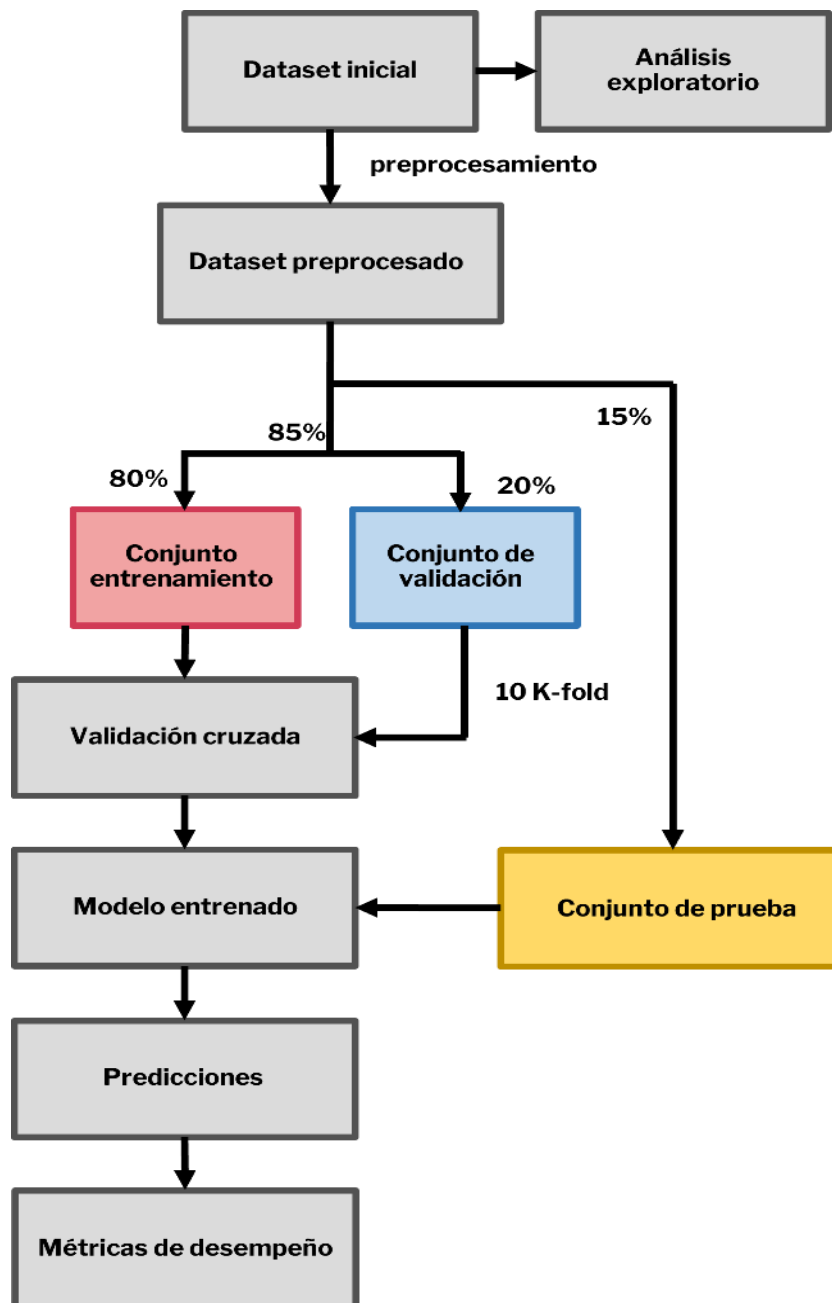 Dataset inicial
Análisis
exploratorio
preprocesamiento
Dataset preprocesado
85%
15%
80%
20%
Conjunto
entrenamiento
Conjunto de
validación
10 K-fold
Validación cruzada
Modelo entrenado
Conjunto de prueba
Predicciones
Métricas de desempeño